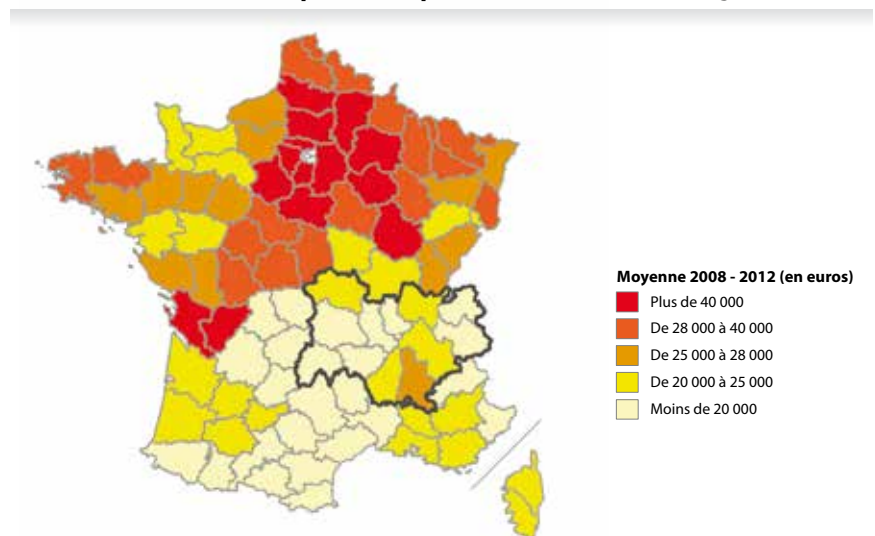 Moyenne 2008 - 2012 (en euros)
Plus de 40 000
De 28 000 à 40 000
De 25 000 à 28 000
De 20 000 à 25 000
Moins de 20 000